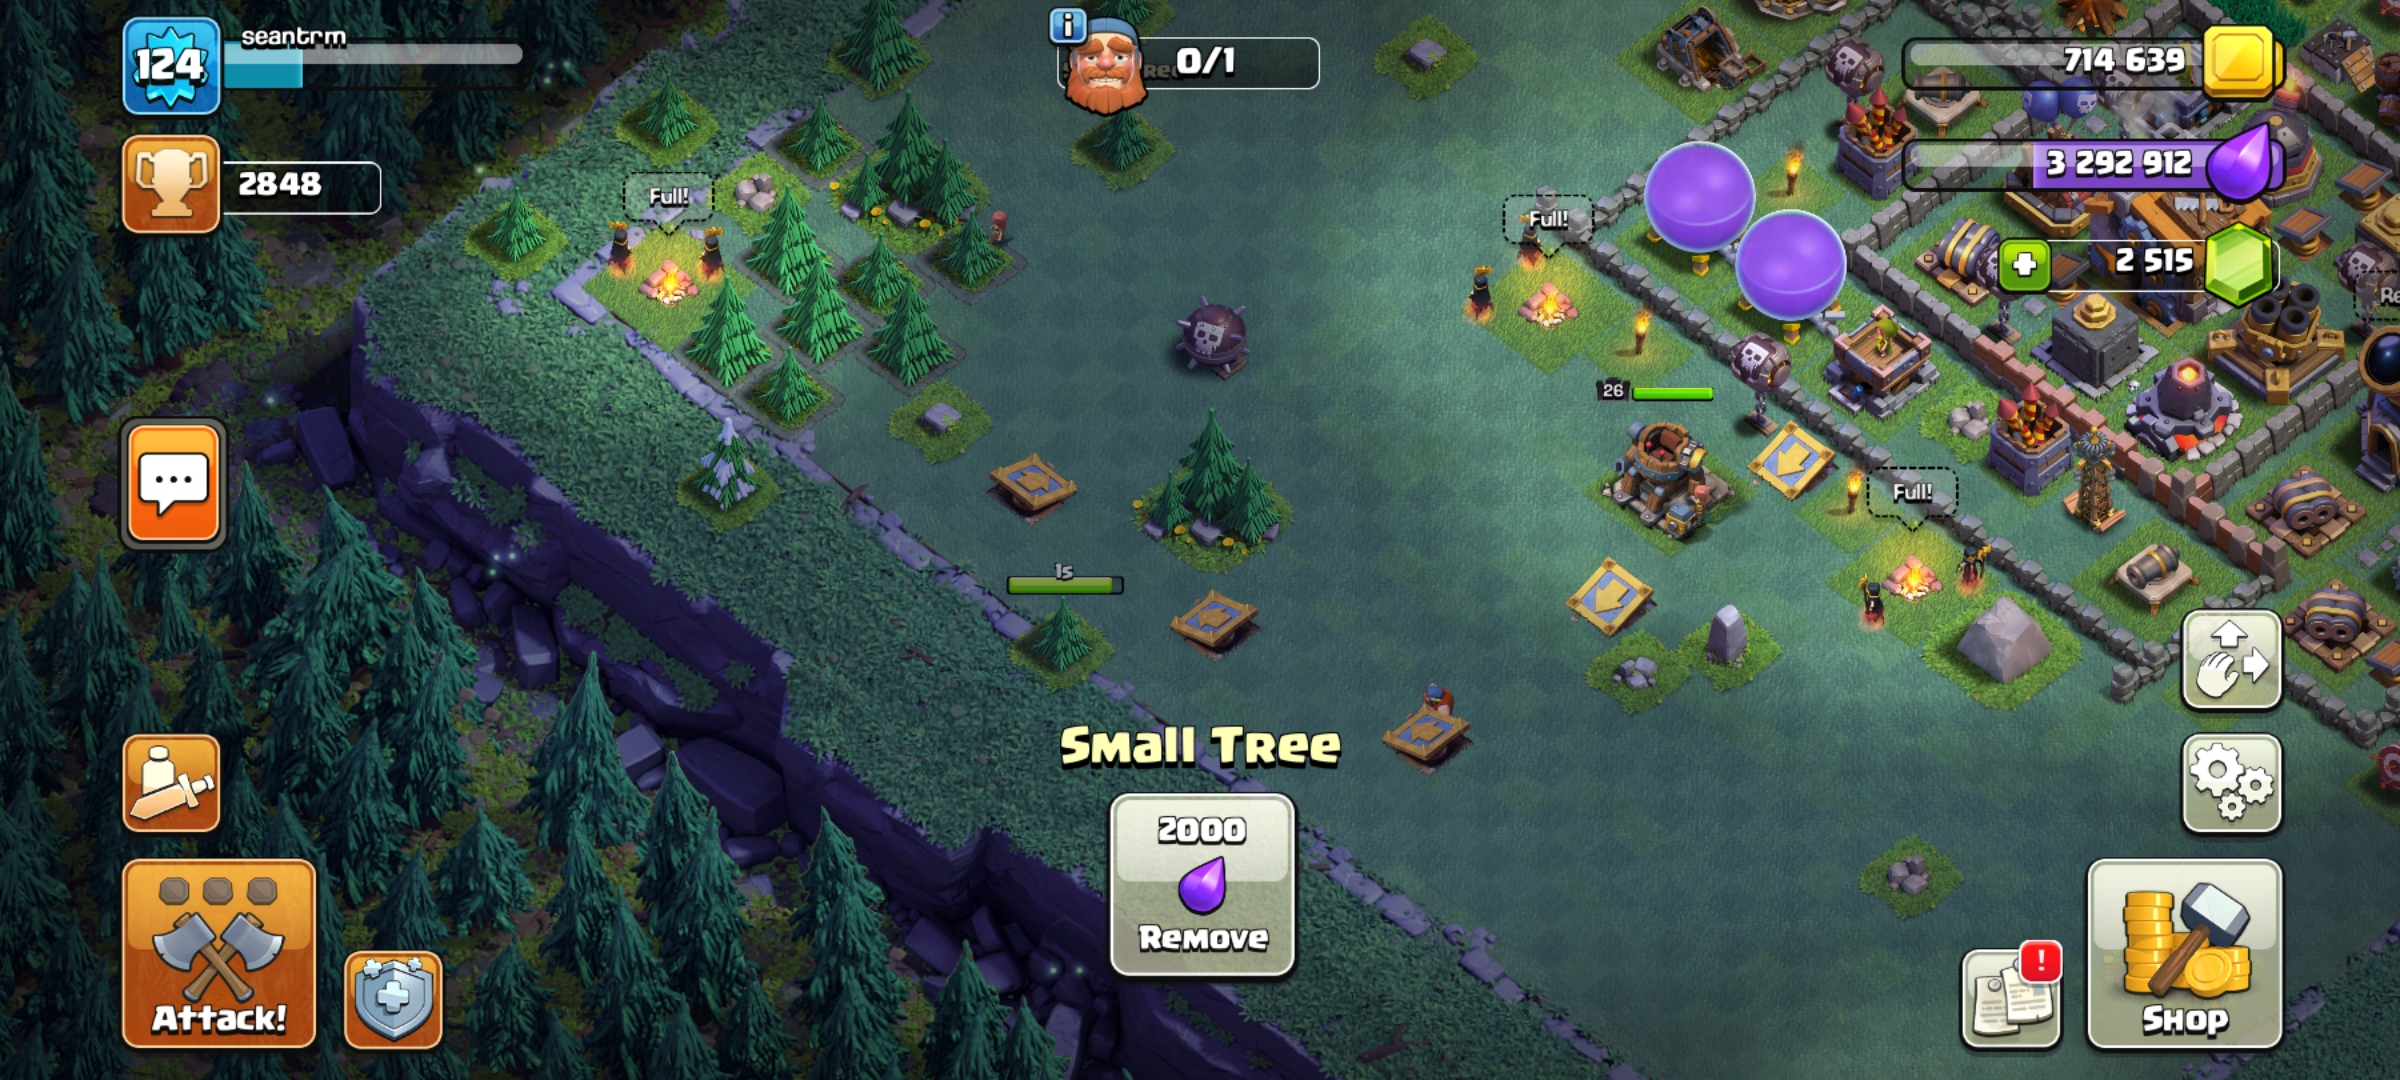 124
seantrm
i
0/1
714 639
2848
3 292 912
2 515
Full!
Full!
26
Full!
1s
Small Tree
2000
Remove
Attack!
!
Shop